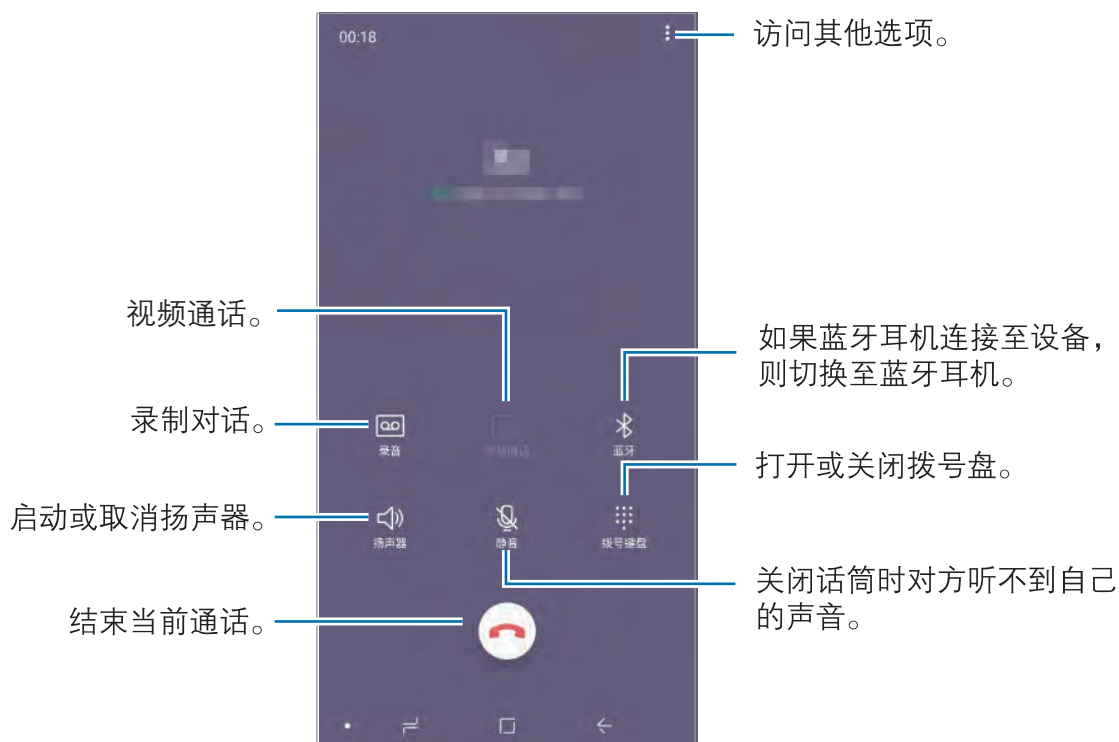 00:18
访问其他选项。
视频通话。
如果蓝牙耳机连接至设备，
则切换至蓝牙耳机。
录制对话。
录音
视频通话
蓝牙
打开或关闭拨号盘。
启动或取消扬声器。
扬声器
静音
拨号键盘
关闭话筒时对方听不到自己
的声音。
结束当前通话。